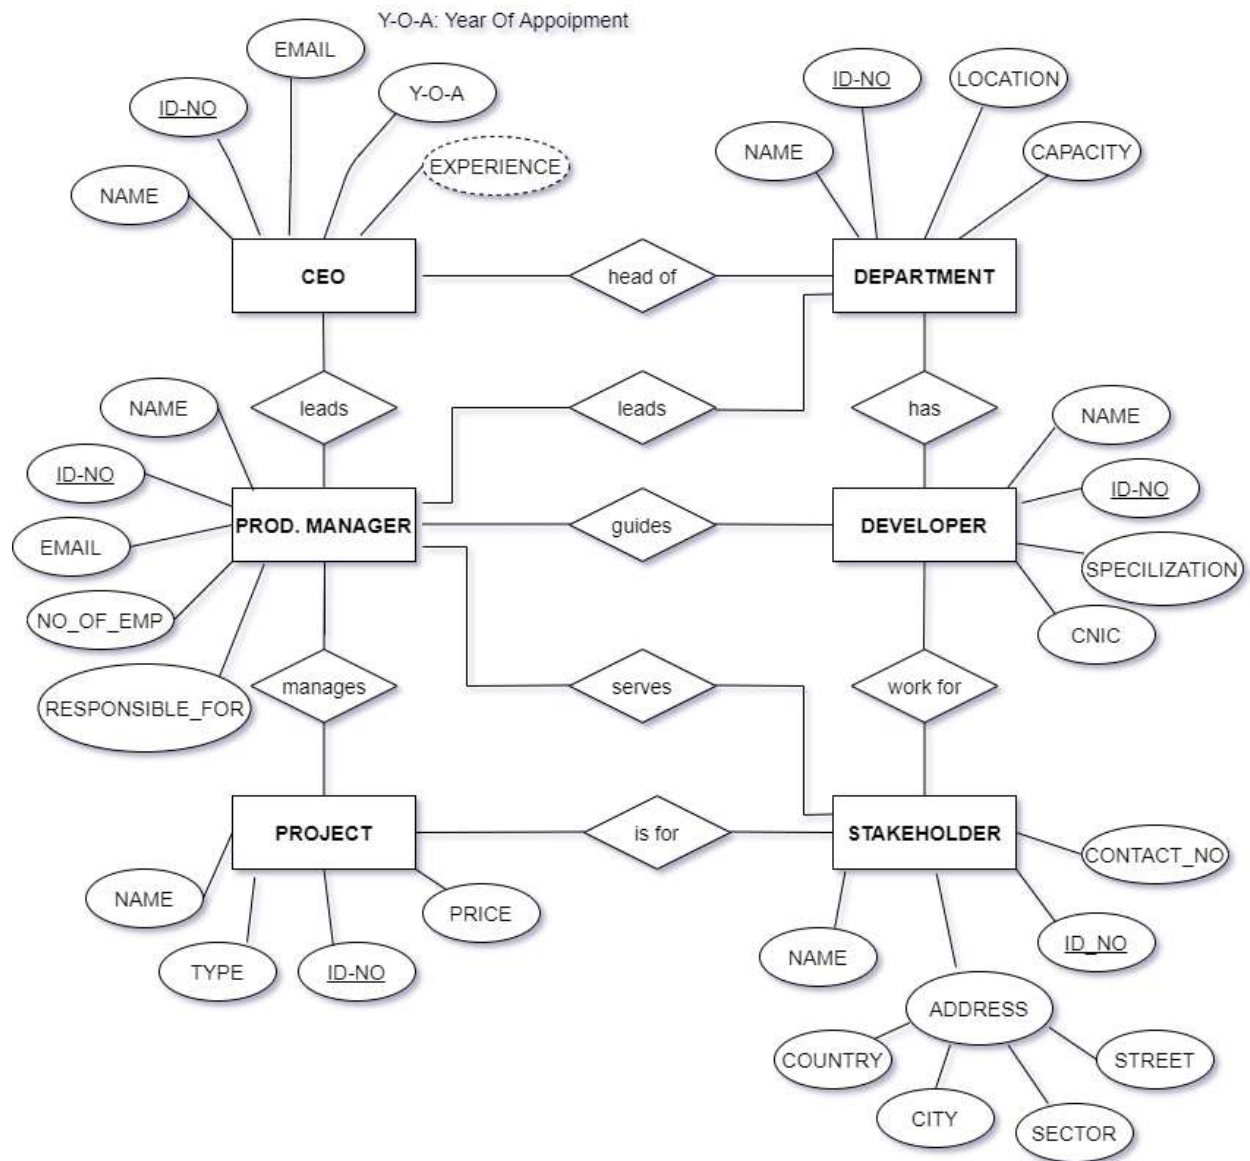 Y-O-A: Year Of Appoipment
EMAIL
ID-NO
Y-O-A
EXPERIENCE
NAME
CEO
head of
ID-NO
LOCATION
NAME
CAPACITY
DEPARTMENT
leads
leads
has
NAME
ID-NO
EMAIL
NO_OF_EMP
RESPONSIBLE_FOR
PROD. MANAGER
guides
DEVELOPER
NAME
ID-NO
SPECILIZATION
CNIC
manages
serves
work for
PROJECT
is for
STAKEHOLDER
NAME
TYPE
ID-NO
PRICE
CONTACT_NO
ID_NO
NAME
ADDRESS
COUNTRY
CITY
SECTOR
STREET